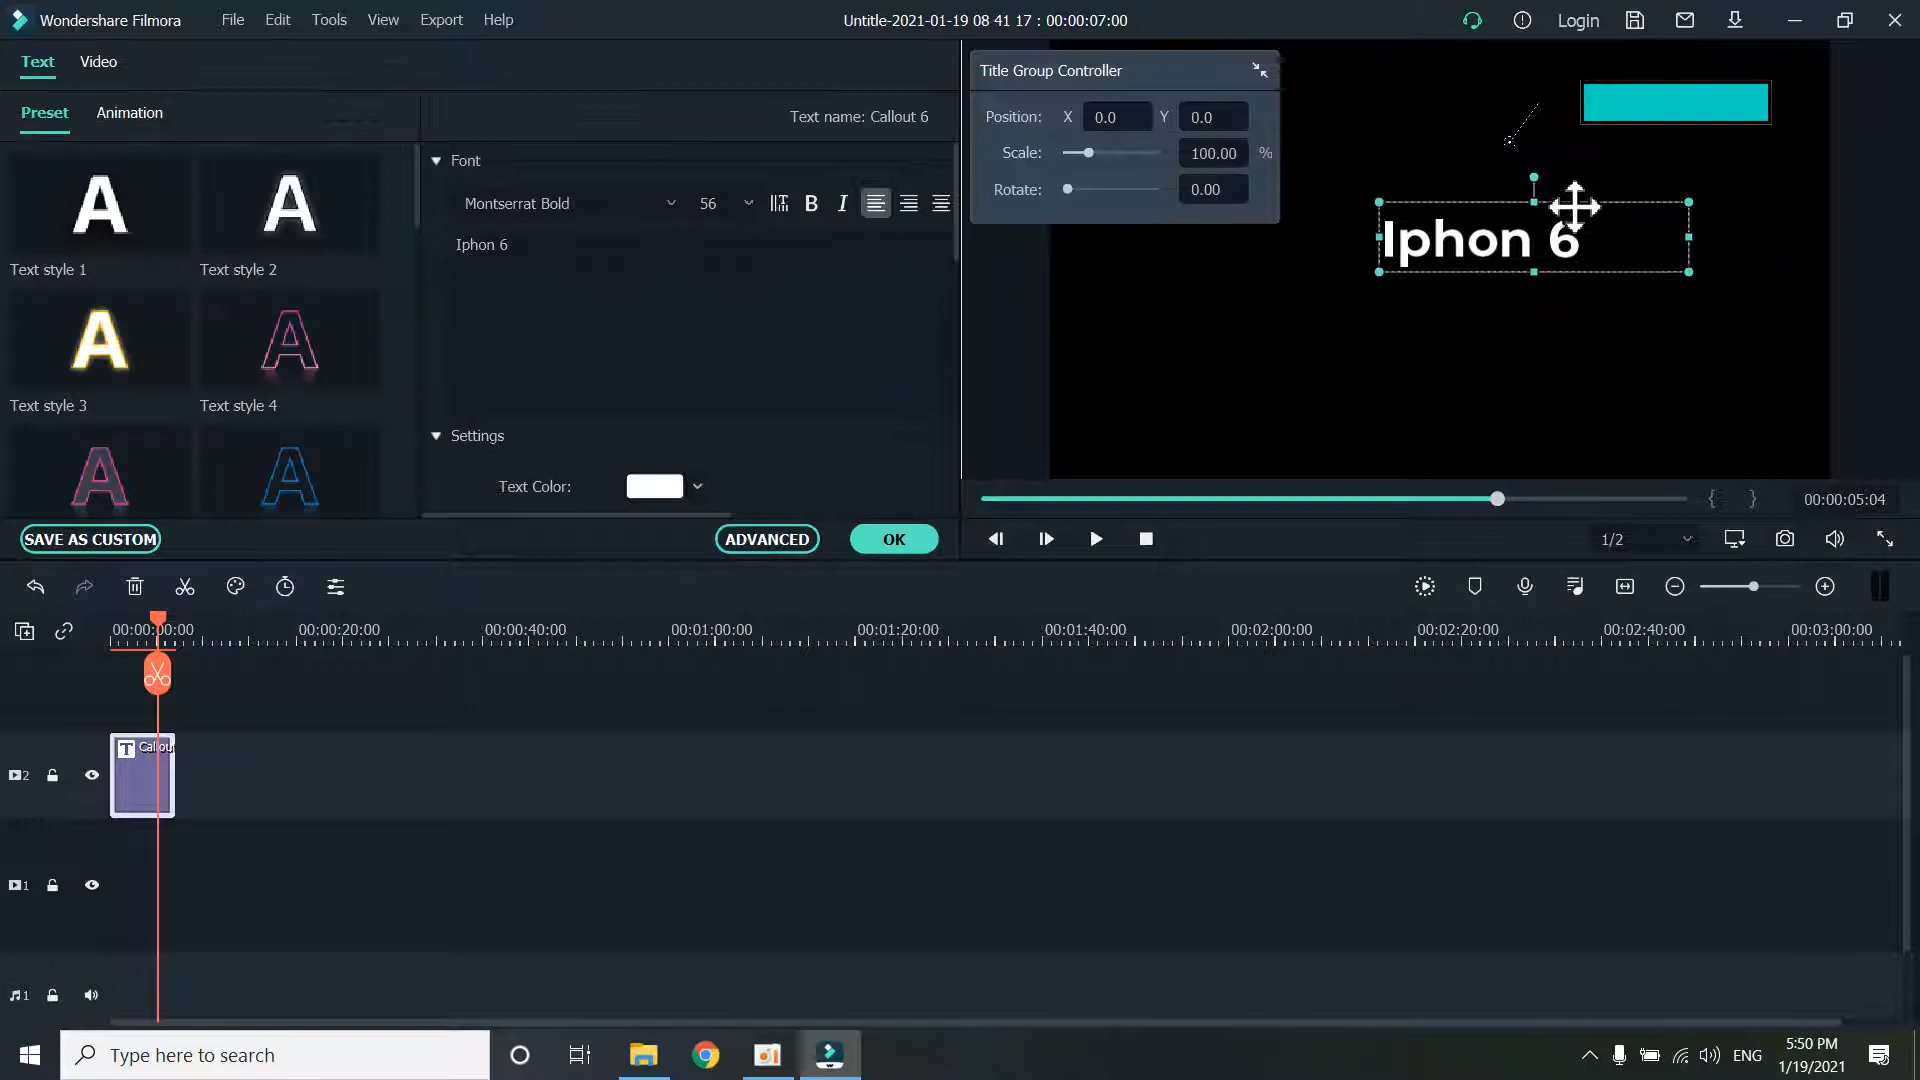 Wondershare Filmora File Edit Tools View Export Help Untitle-2021-01-19 08 41 17 : 00:00:07:00 Login
Text Video
Preset Animation Text name: Callout 6
Text style 1 Text style 2
Text style 3 Text style 4
Font
Montserrat Bold 56 B I
Iphon 6
Settings
Text Color:
SAVE AS CUSTOM ADVANCED OK
Title Group Controller
Position: X 0.0 Y 0.0
Scale: 100.00 %
Rotate: 0.00
Iphon 6
{ } 00:00:05:04
1/2
00:00:00:00 00:00:20:00 00:00:40:00 00:01:00:00 00:01:20:00 00:01:40:00 00:02:00:00 00:02:20:00 00:02:40:00 00:03:00:00
T Callou
2
1
1
Type here to search
ENG
5:50 PM
1/19/2021